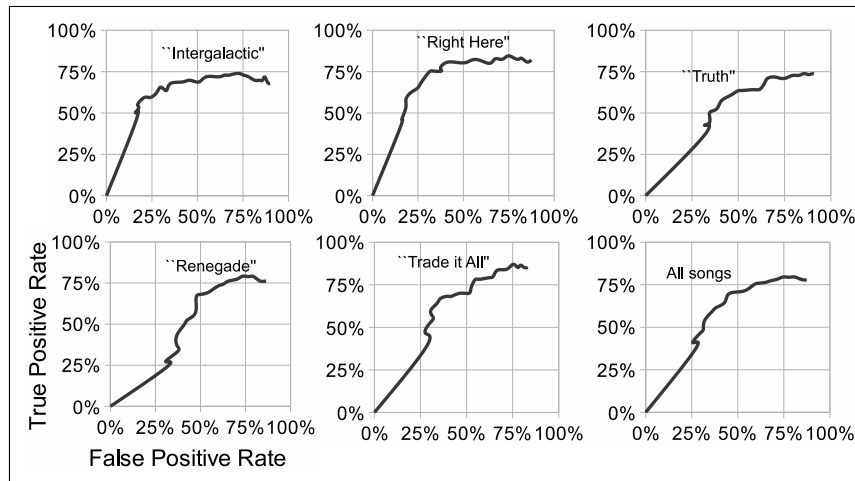 100%
75%
50%
25%
0%
``Intergalactic"
0% 25% 50% 75% 100%
100%
75%
50%
25%
0%
``Right Here"
0% 25% 50% 75% 100%
100%
75%
50%
25%
0%
``Truth"
0% 25% 50% 75% 100%
True Positive Rate
100%
75%
50%
25%
0%
``Renegade"
0% 25% 50% 75% 100%
False Positive Rate
100%
75%
50%
25%
0%
``Trade it All"
0% 25% 50% 75% 100%
100%
75%
50%
25%
0%
All songs
0% 25% 50% 75% 100%